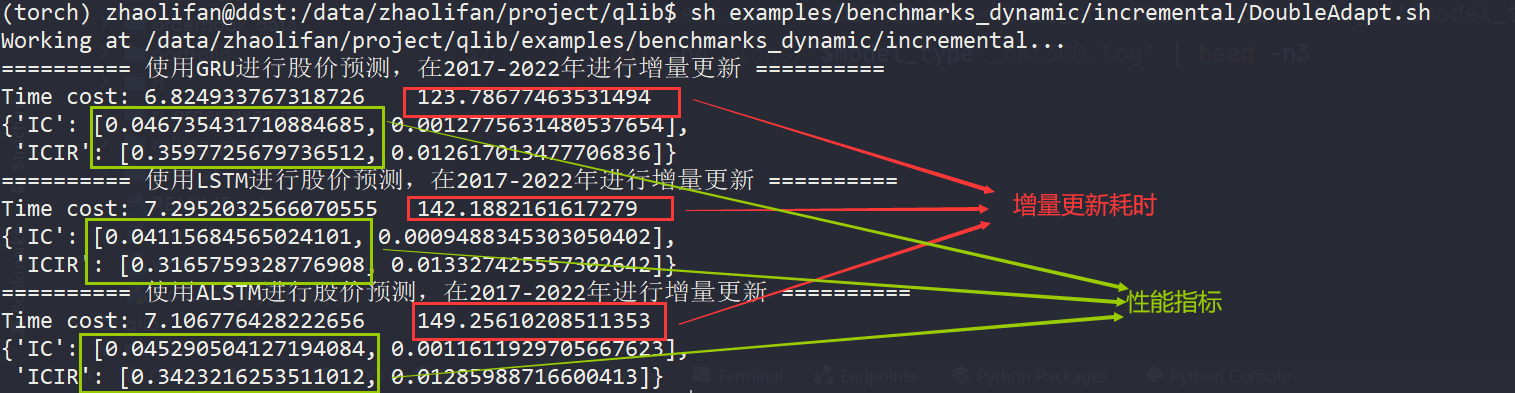 (torch) zhaolifan@ddst:/data/zhaolifan/project/qlib$ sh examples/benchmarks_dynamic/incremental/DoubleAdapt.sh
Working at /data/zhaolifan/project/qlib/examples/benchmarks_dynamic/incremental...
========== 使用GRU进行股价预测，在2017-2022年进行增量更新 ==========
Time cost: 6.824933767318726 123.78677463531494
{'IC': [0.046735431710884685, 0.0012775631480537654],
'ICIR': [0.3597725679736512, 0.012617013477706836]}
========== 使用LSTM进行股价预测，在2017-2022年进行增量更新 ==========
Time cost: 7.2952032566070555 142.1882161617279
增量更新耗时
{'IC': [0.04115684565024101, 0.0009488345303050402],
'ICIR': [0.3165759328776908, 0.013327425557302642]}
========== 使用ALSTM进行股价预测，在2017-2022年进行增量更新 ==========
性能指标
Time cost: 7.106776428222656 149.25610208511353
{'IC': [0.045290504127194084, 0.0011611929705667623],
'ICIR': [0.34232162535110​12, 0.01285988716600413]}
Terminal Endpoints Python Packages Python Console